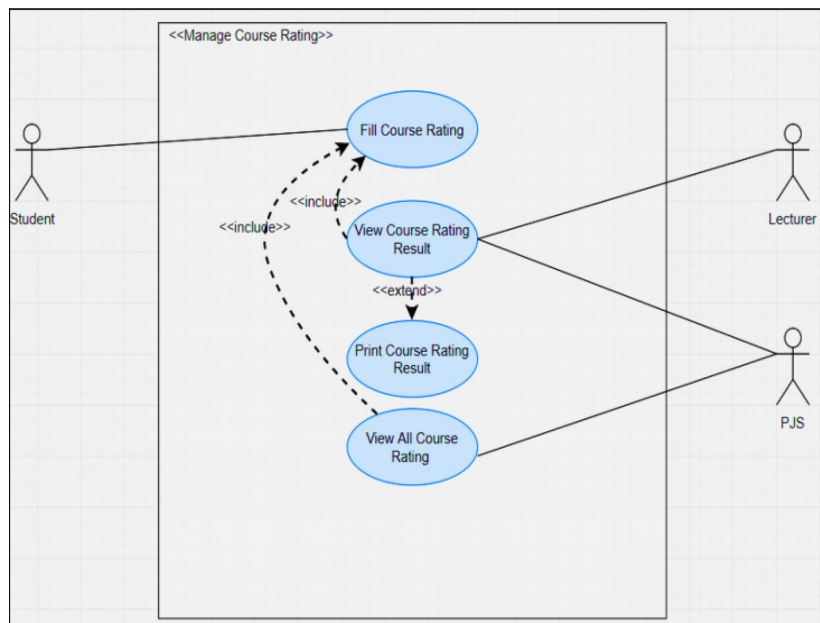 <<Manage Course Rating>>
Fill Course Rating
<<include>>
<<include>>
Student
View Course Rating
Result
Lecturer
<<extend>>
Print Course Rating
Result
PJS
View All Course
Rating